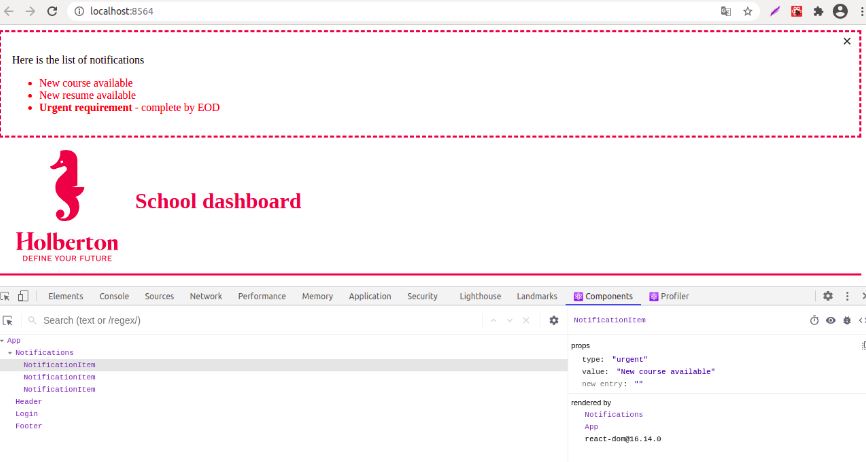 localhost:8564
Here is the list of notifications
New course available
New resume available
Urgent requirement - complete by EOD
School dashboard
Holberton
DEFINE YOUR FUTURE
Elements Console Sources Network Performance Memory Application Security Lighthouse Landmarks Components Profiler
Search (text or /regex/)
NotificationItem
App
Notifications
NotificationItem
NotificationItem
NotificationItem
Header
Login
Footer
props
type: "urgent"
value: "New course available"
new entry: ""
rendered by
Notifications
App
react-dom@16.14.0